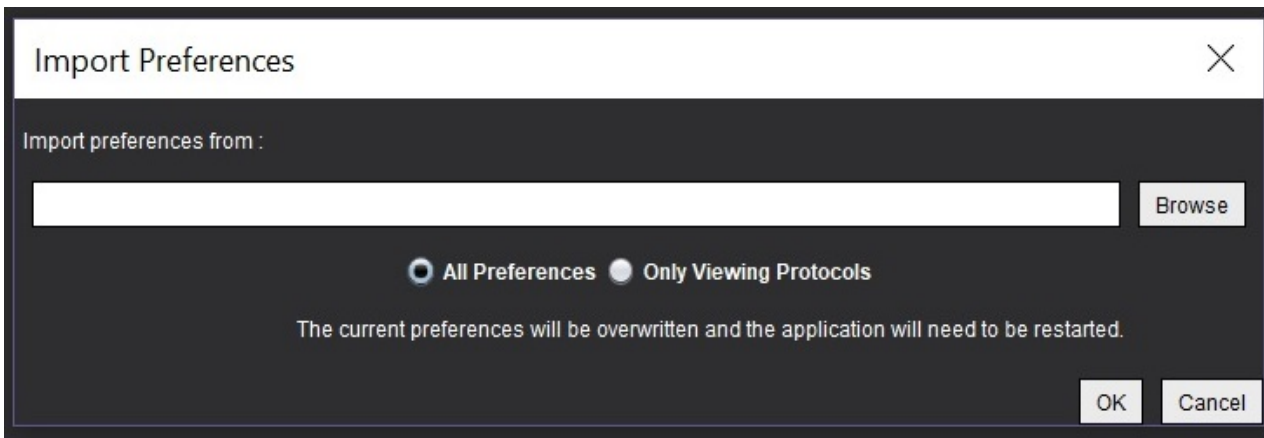 Import Preferences
Import preferences from :
Browse
All Preferences Only Viewing Protocols
The current preferences will be overwritten and the application will need to be restarted.
OK Cancel